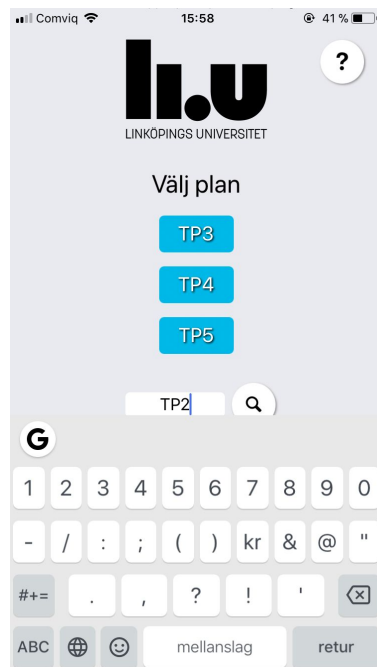 Comviq 15:58 41 %
li.u
?
LINKÖPINGS UNIVERSITET
Välj plan
TP3
TP4
TP5
TP2
G
1 2 3 4 5 6 7 8 9 0
- / : ; ( ) kr & @ "
#+= . , ? ! '
ABC mellanslag retur